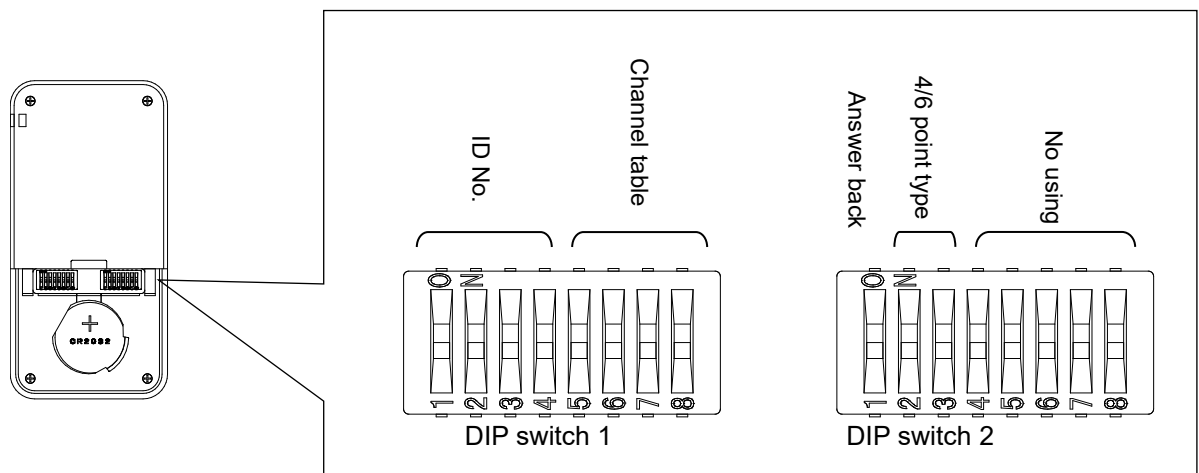 ID No.
Channel table
Answer back
4/6 point type
No using
ON
1 2 3 4 5 6 7 8
DIP switch 1
ON
1 2 3 4 5 6 7 8
DIP switch 2
+
CR2032